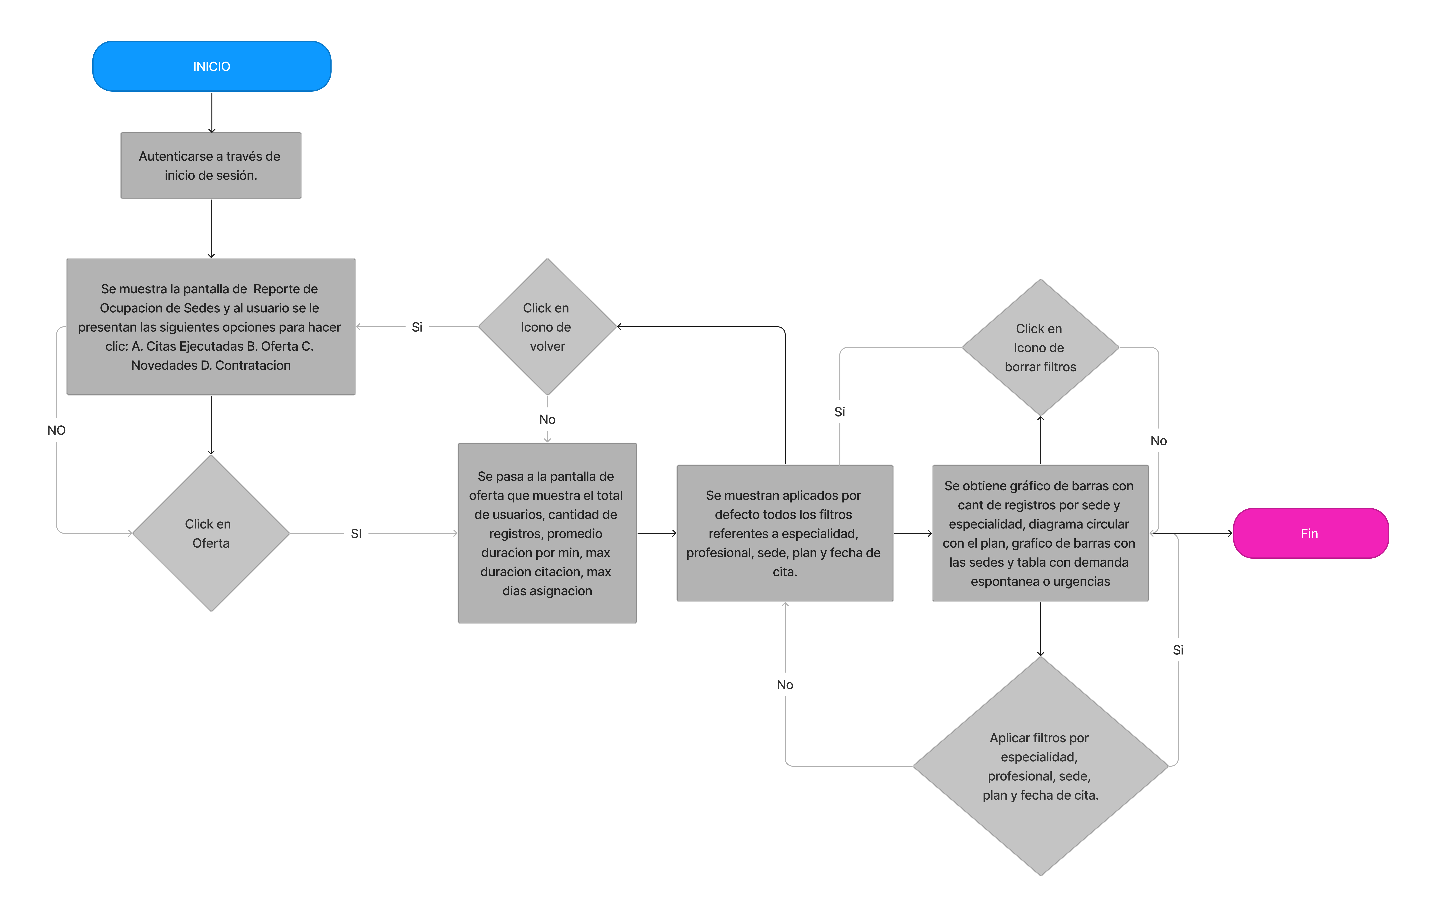 INICIO
Autenticarse a través de
inicio de sesión.
Se muestra la pantalla de Reporte de
Ocupacion de Sedes y al usuario se le
presentan las siguientes opciones para hacer
clic: A. Citas Ejecutadas B. Oferta C.
Novedades D. Contratacion
NO
Click en
Oferta
SI
Si
Click en
Icono de
volver
No
Se pasa a la pantalla de
oferta que muestra el total
de usuarios, cantidad de
registros, promedio
duracion por min, max
duracion citacion, max
dias asignacion
Se muestran aplicados por
defecto todos los filtros
referentes a especialidad,
profesional, sede, plan y fecha de
cita.
Si
Click en
Icono de
borrar filtros
No
Se obtiene gráfico de barras con
cant de registros por sede y
especialidad, diagrama circular
con el plan, grafico de barras con
las sedes y tabla con demanda
espontanea o urgencias
Fin
Si
No
Aplicar filtros por
especialidad,
profesional, sede,
plan y fecha de cita.